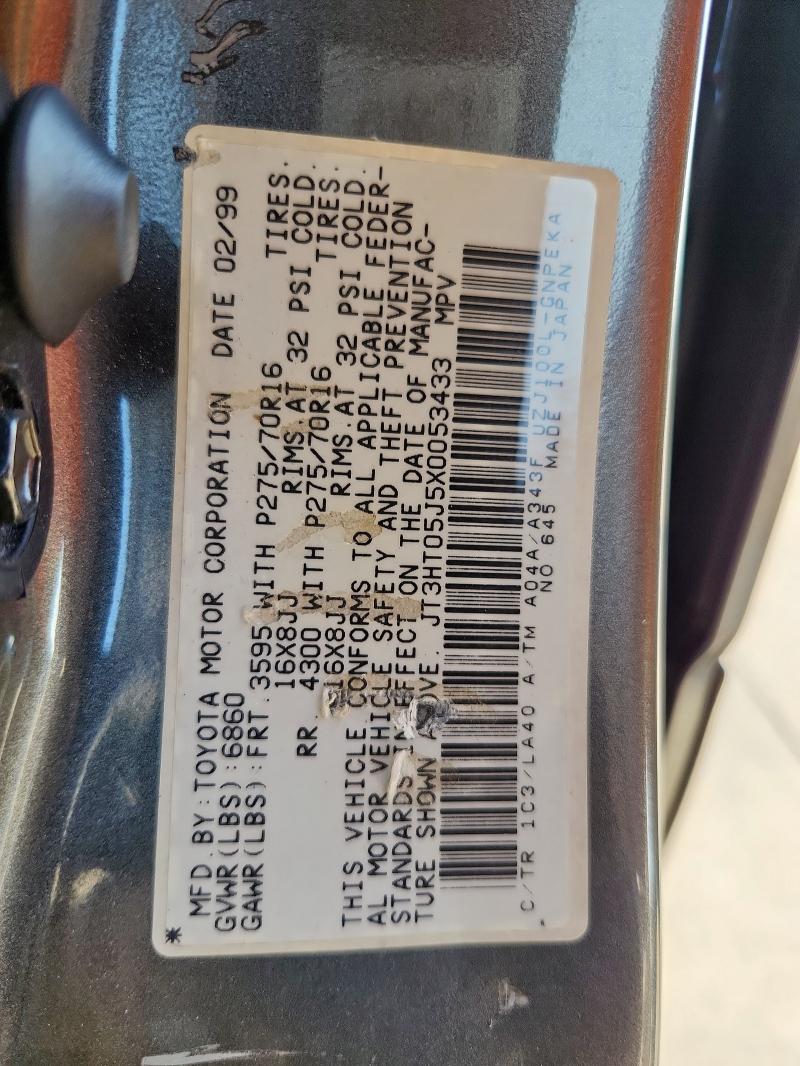 MFD.BY:TOYOTA MOTOR CORPORATION DATE 02/99
GVWR(LBS):6860
GAWR(LBS):FRT 3595 WITH P275/70R16 TIRES.
16X8JJ RIMS.AT 32 PSI COLD.
RR 4300 WITH P275/70R16 TIRES.
16X8JJ RIMS.AT 32 PSI COLD.
THIS VEHICLE CONFORMS TO ALL APPLICABLE FEDER-
AL MOTOR VEHICLE SAFETY AND THEFT PREVENTION
STANDARDS IN EFFECT ON THE DATE OF MANUFAC-
TURE SHOWN ABOVE. JT3HT05J5X0053433 MPV
C/TR 1C3/LA40 A/TM A04A/A343F UZJ100L-GNPEKA
NO.645 MADE IN JAPAN